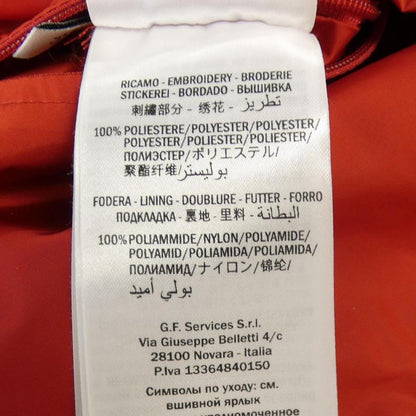 RICAMO - EMBROIDERY - BRODERIE
STICKEREI - BORDADO - ВЫШИВКА
刺繍部分 - 绣花 - تطريز
100% POLIESTERE/POLYESTER/POLYESTER/
POLYESTER/POLIESTER/POLIESTER/
ПОЛИЭСТЕР/ポリエステル/
聚酯纤维/بوليستر
FODERA - LINING - DOUBLURE - FUTTER - FORRO
ПОДКЛАДКА - 裏地 - 里料 - البطانة
100% POLIAMMIDE/NYLON/POLYAMIDE/
POLYAMID/POLIAMIDA/POLIAMIDA/
ПОЛИАМИД/ナイロン/锦纶/
بولي أميد
G.F. Services S.r.l.
Via Giuseppe Belletti 4/c
28100 Novara - Italia
P.Iva 13364840150
Символы по уходу: см.
вшивной ярлык